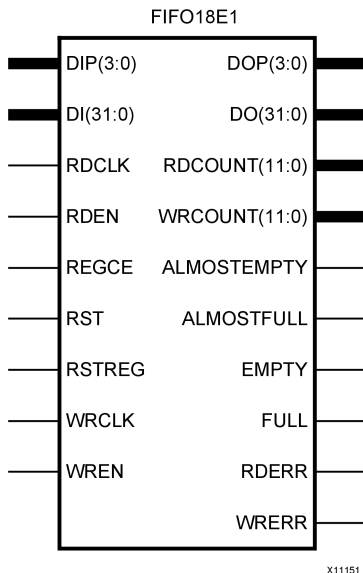 FIFO18E1
DIP(3:0) DOP(3:0)
DI(31:0) DO(31:0)
RDCLK RDCOUNT(11:0)
RDEN WRCOUNT(11:0)
REGCE ALMOSTEMPTY
RST ALMOSTFULL
RSTREG EMPTY
WRCLK FULL
WREN RDERR
WRERR
X11151